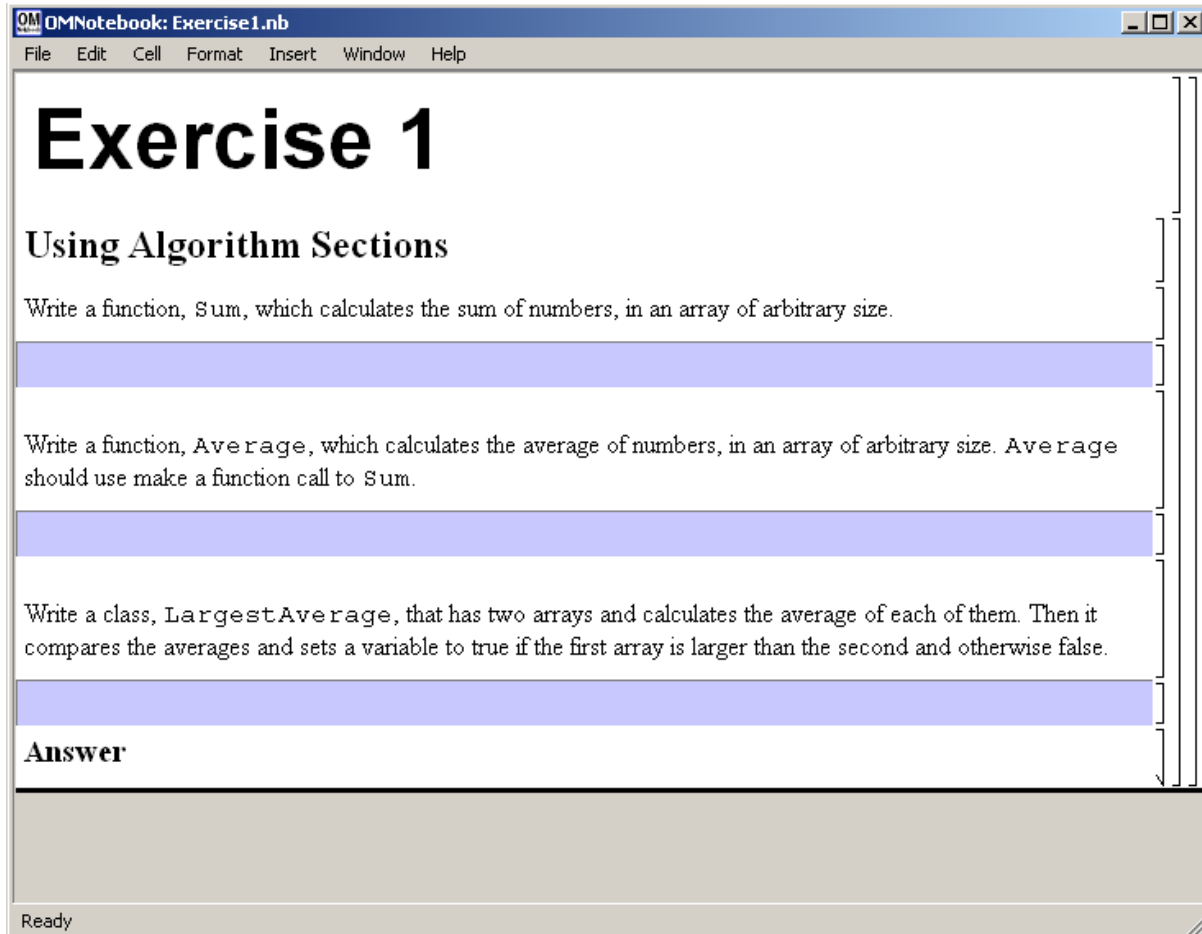 OMNotebook: Exercise1.nb
File Edit Cell Format Insert Window Help
Exercise 1
Using Algorithm Sections
Write a function, Sum, which calculates the sum of numbers, in an array of arbitrary size.
Write a function, Average, which calculates the average of numbers, in an array of arbitrary size. Average
should use make a function call to Sum.
Write a class, LargestAverage, that has two arrays and calculates the average of each of them. Then it
compares the averages and sets a variable to true if the first array is larger than the second and otherwise false.
Answer
Ready